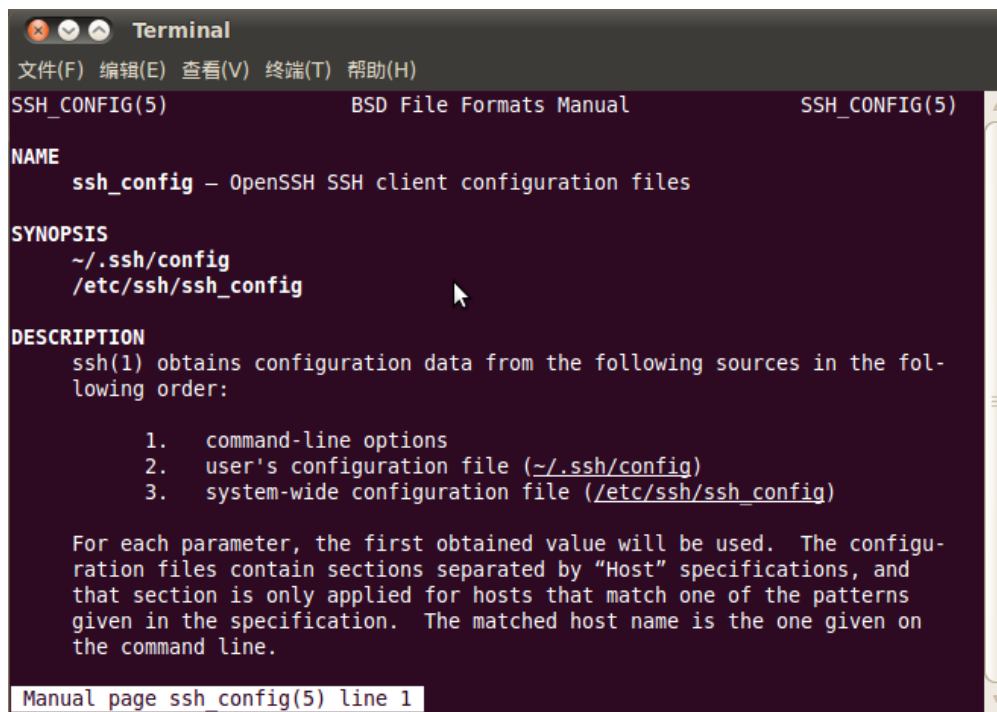 Terminal
文件(F) 编辑(E) 查看(V) 终端(T) 帮助(H)
SSH_CONFIG(5) BSD File Formats Manual SSH_CONFIG(5)
NAME
ssh_config — OpenSSH SSH client configuration files
SYNOPSIS
~/.ssh/config
/etc/ssh/ssh_config
DESCRIPTION
ssh(1) obtains configuration data from the following sources in the fol-
lowing order:
1. command-line options
2. user's configuration file (~/.ssh/config)
3. system-wide configuration file (/etc/ssh/ssh_config)
For each parameter, the first obtained value will be used. The configu-
ration files contain sections separated by “Host” specifications, and
that section is only applied for hosts that match one of the patterns
given in the specification. The matched host name is the one given on
the command line.
Manual page ssh_config(5) line 1